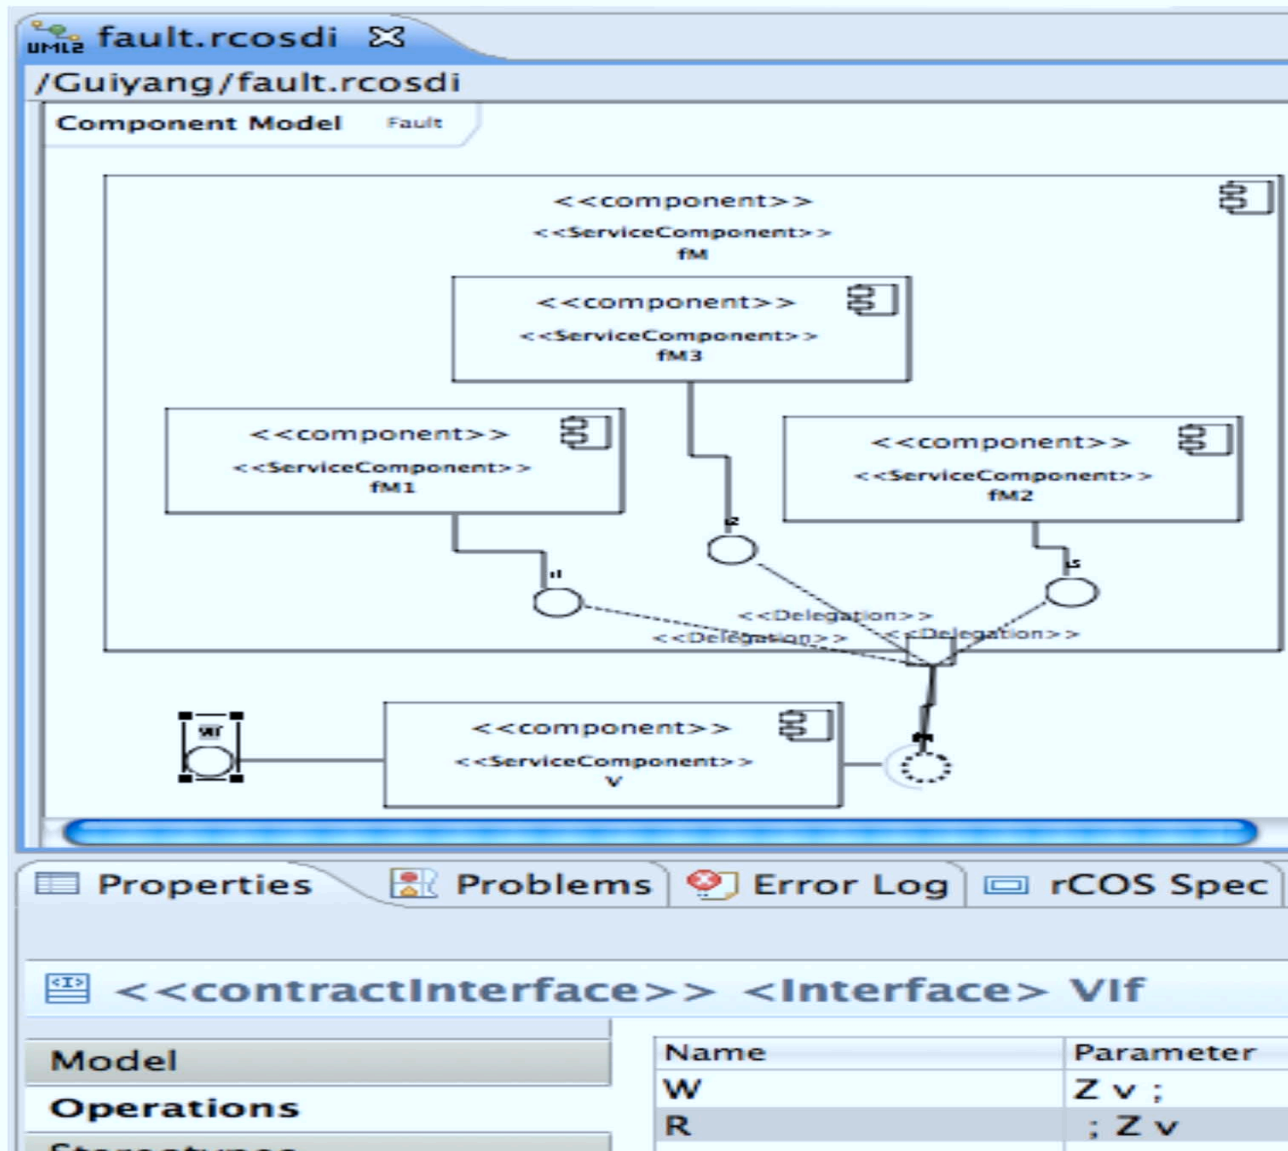 UML2 fault.rcosdi
/Guiyang/fault.rcosdi
Component Model Fault
<<component>>
<<ServiceComponent>>
fM
<<component>>
<<ServiceComponent>>
fM3
<<component>>
<<ServiceComponent>>
fM1
<<component>>
<<ServiceComponent>>
fM2
<<Delegation>>
<<Delegation>> <<Delegation>>
<<component>>
<<ServiceComponent>>
V
Properties Problems Error Log rCOS Spec
<<contractInterface>> <Interface> VIf
Name Parameter
Model
W Z v ;
Operations
R ; Z v